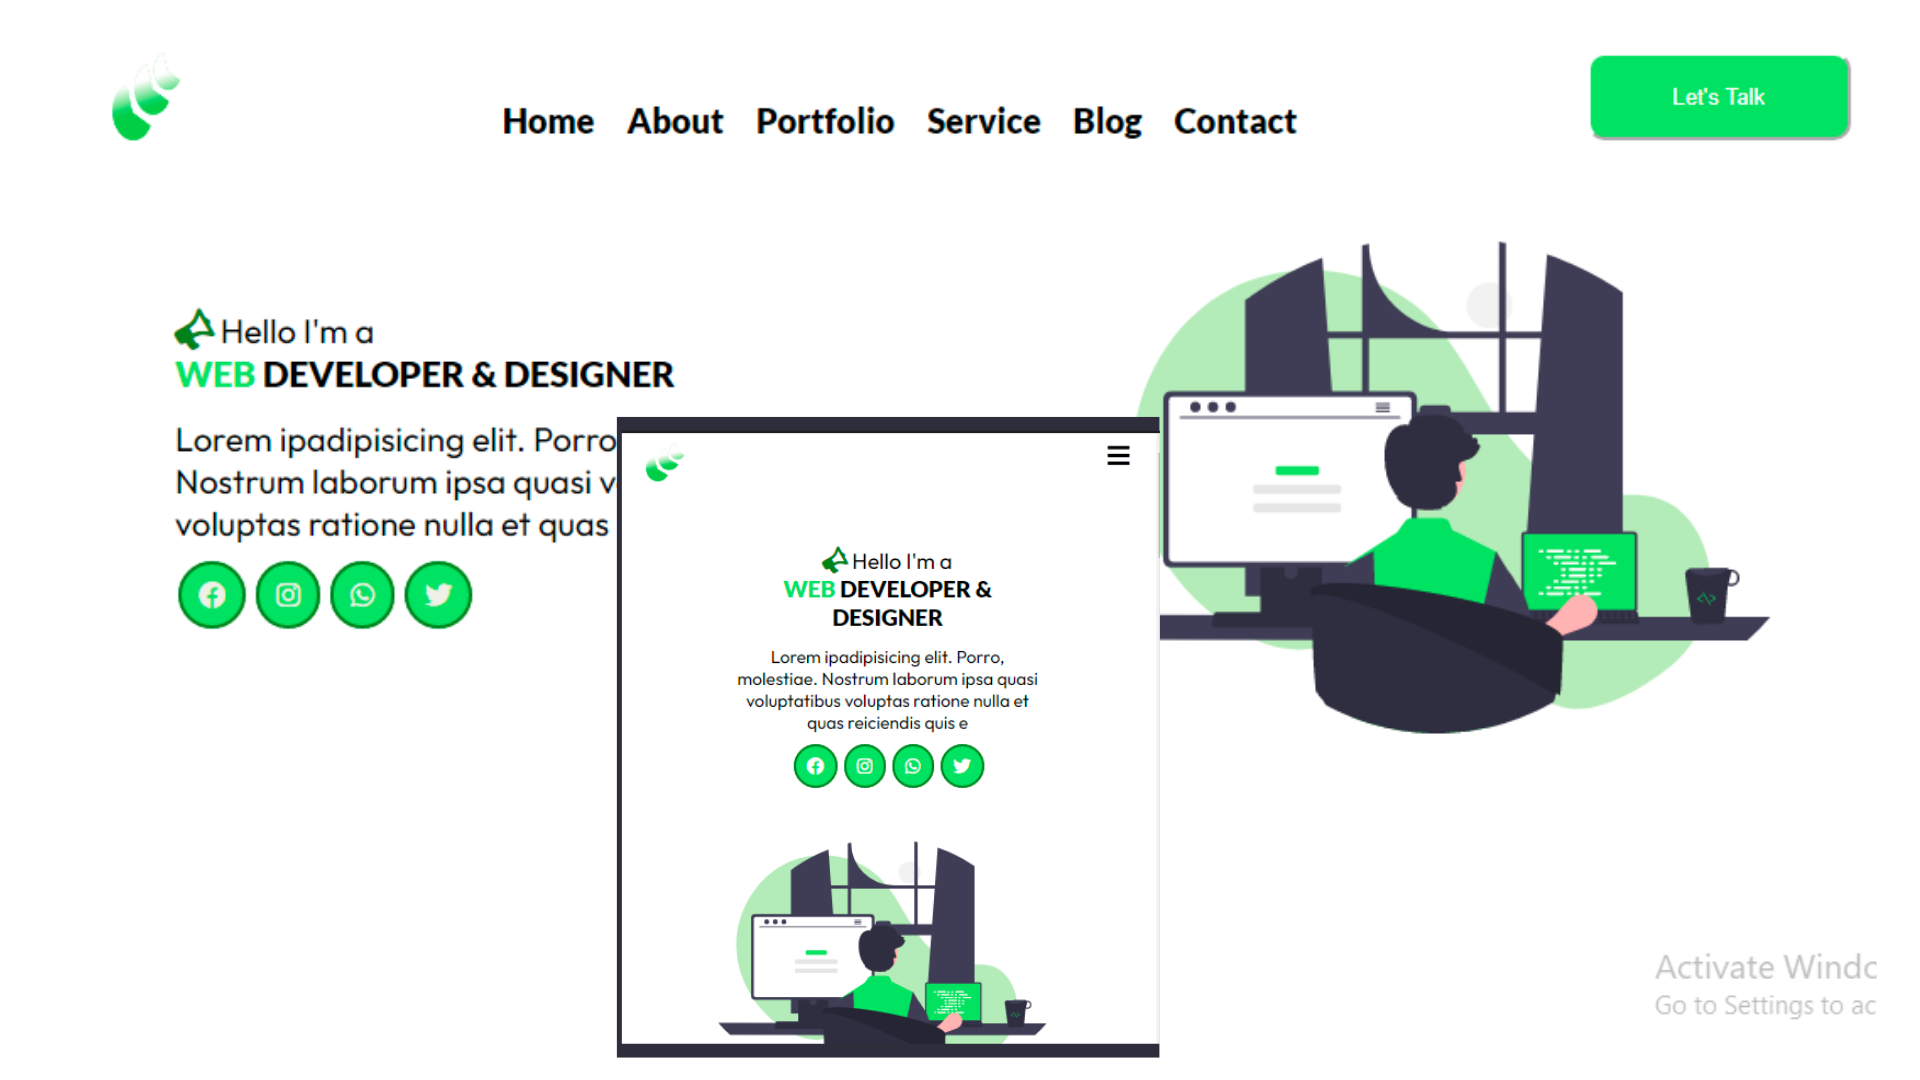 Home About Portfolio Service Blog Contact
Let's Talk
Hello I'm a
WEB DEVELOPER & DESIGNER
Lorem ipadipisicing elit. Porro
Nostrum laborum ipsa quasi
voluptas ratione nulla et quas
Hello I'm a
WEB DEVELOPER &
DESIGNER
Lorem ipadipisicing elit. Porro,
molestiae. Nostrum laborum ipsa quasi
voluptatibus voluptas ratione nulla et
quas reiciendis quis e
Activate Windc
Go to Settings to ac